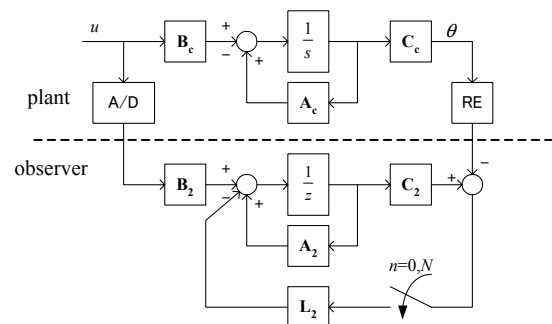 u
B_c
+
−
+
1/s
C_c
θ
plant
A/D
A_c
RE
observer
B_2
+
−
+
1/z
C_2
+
−
A_2
n=0,N
L_2